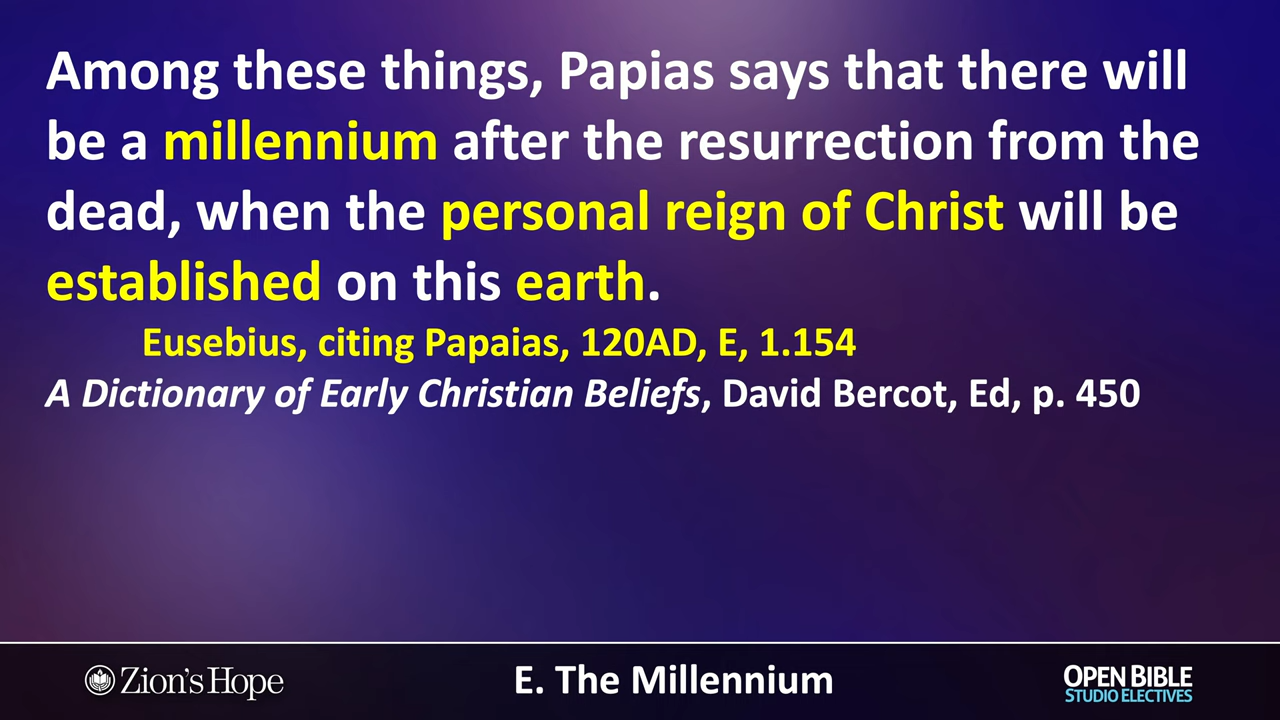 Among these things, Papias says that there will
be a millennium after the resurrection from the
dead, when the personal reign of Christ will be
established on this earth.
Eusebius, citing Papaias, 120AD, E, 1.154
A Dictionary of Early Christian Beliefs, David Bercot, Ed, p. 450
Zion's Hope
E. The Millennium
OPEN BIBLE
STUDIO ELECTIVES